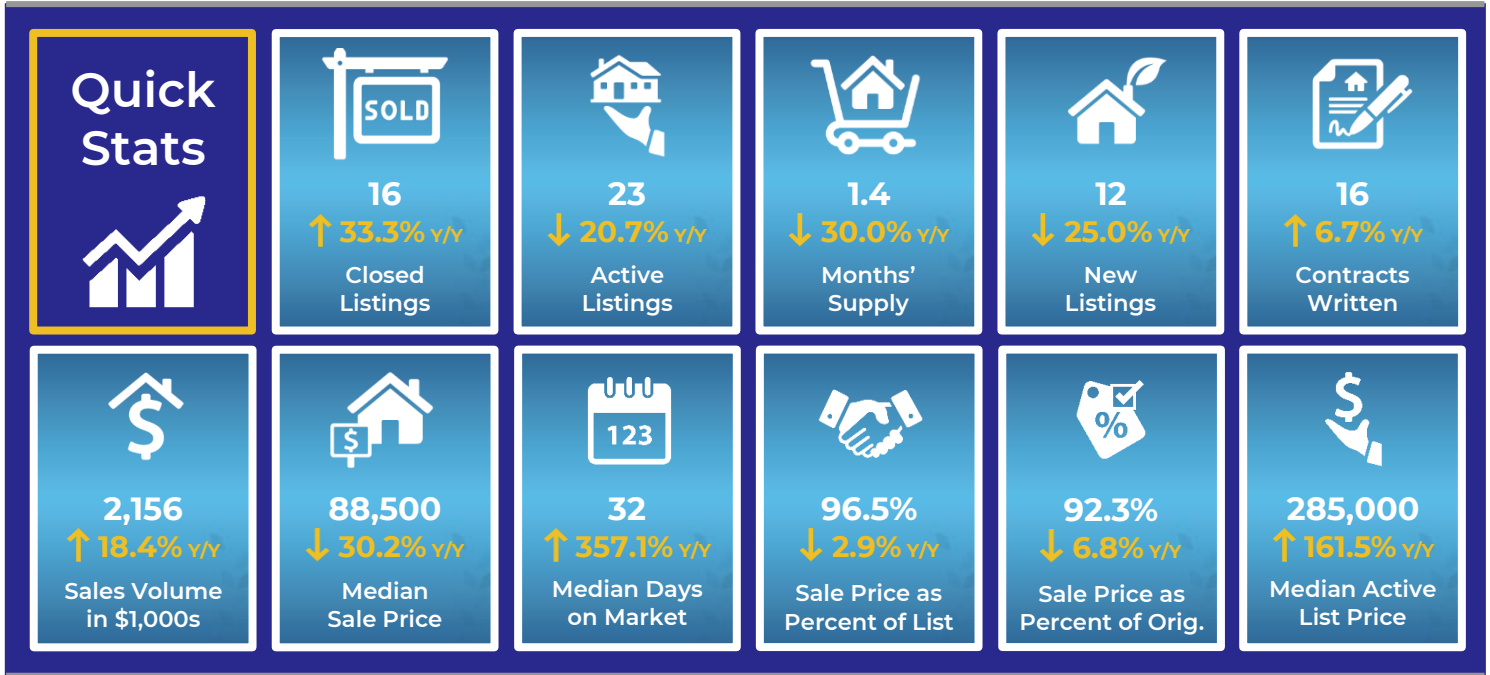 Quick
Stats
SOLD
16
↑ 33.3% Y/Y
Closed
Listings
23
↓ 20.7% Y/Y
Active
Listings
1.4
↓ 30.0% Y/Y
Months’
Supply
12
↓ 25.0% Y/Y
New
Listings
16
↑ 6.7% Y/Y
Contracts
Written
$
2,156
↑ 18.4% Y/Y
Sales Volume
in $1,000s
$
88,500
↓ 30.2% Y/Y
Median
Sale Price
123
32
↑ 357.1% Y/Y
Median Days
on Market
96.5%
↓ 2.9% Y/Y
Sale Price as
Percent of List
%
92.3%
↓ 6.8% Y/Y
Sale Price as
Percent of Orig.
$
285,000
↑ 161.5% Y/Y
Median Active
List Price